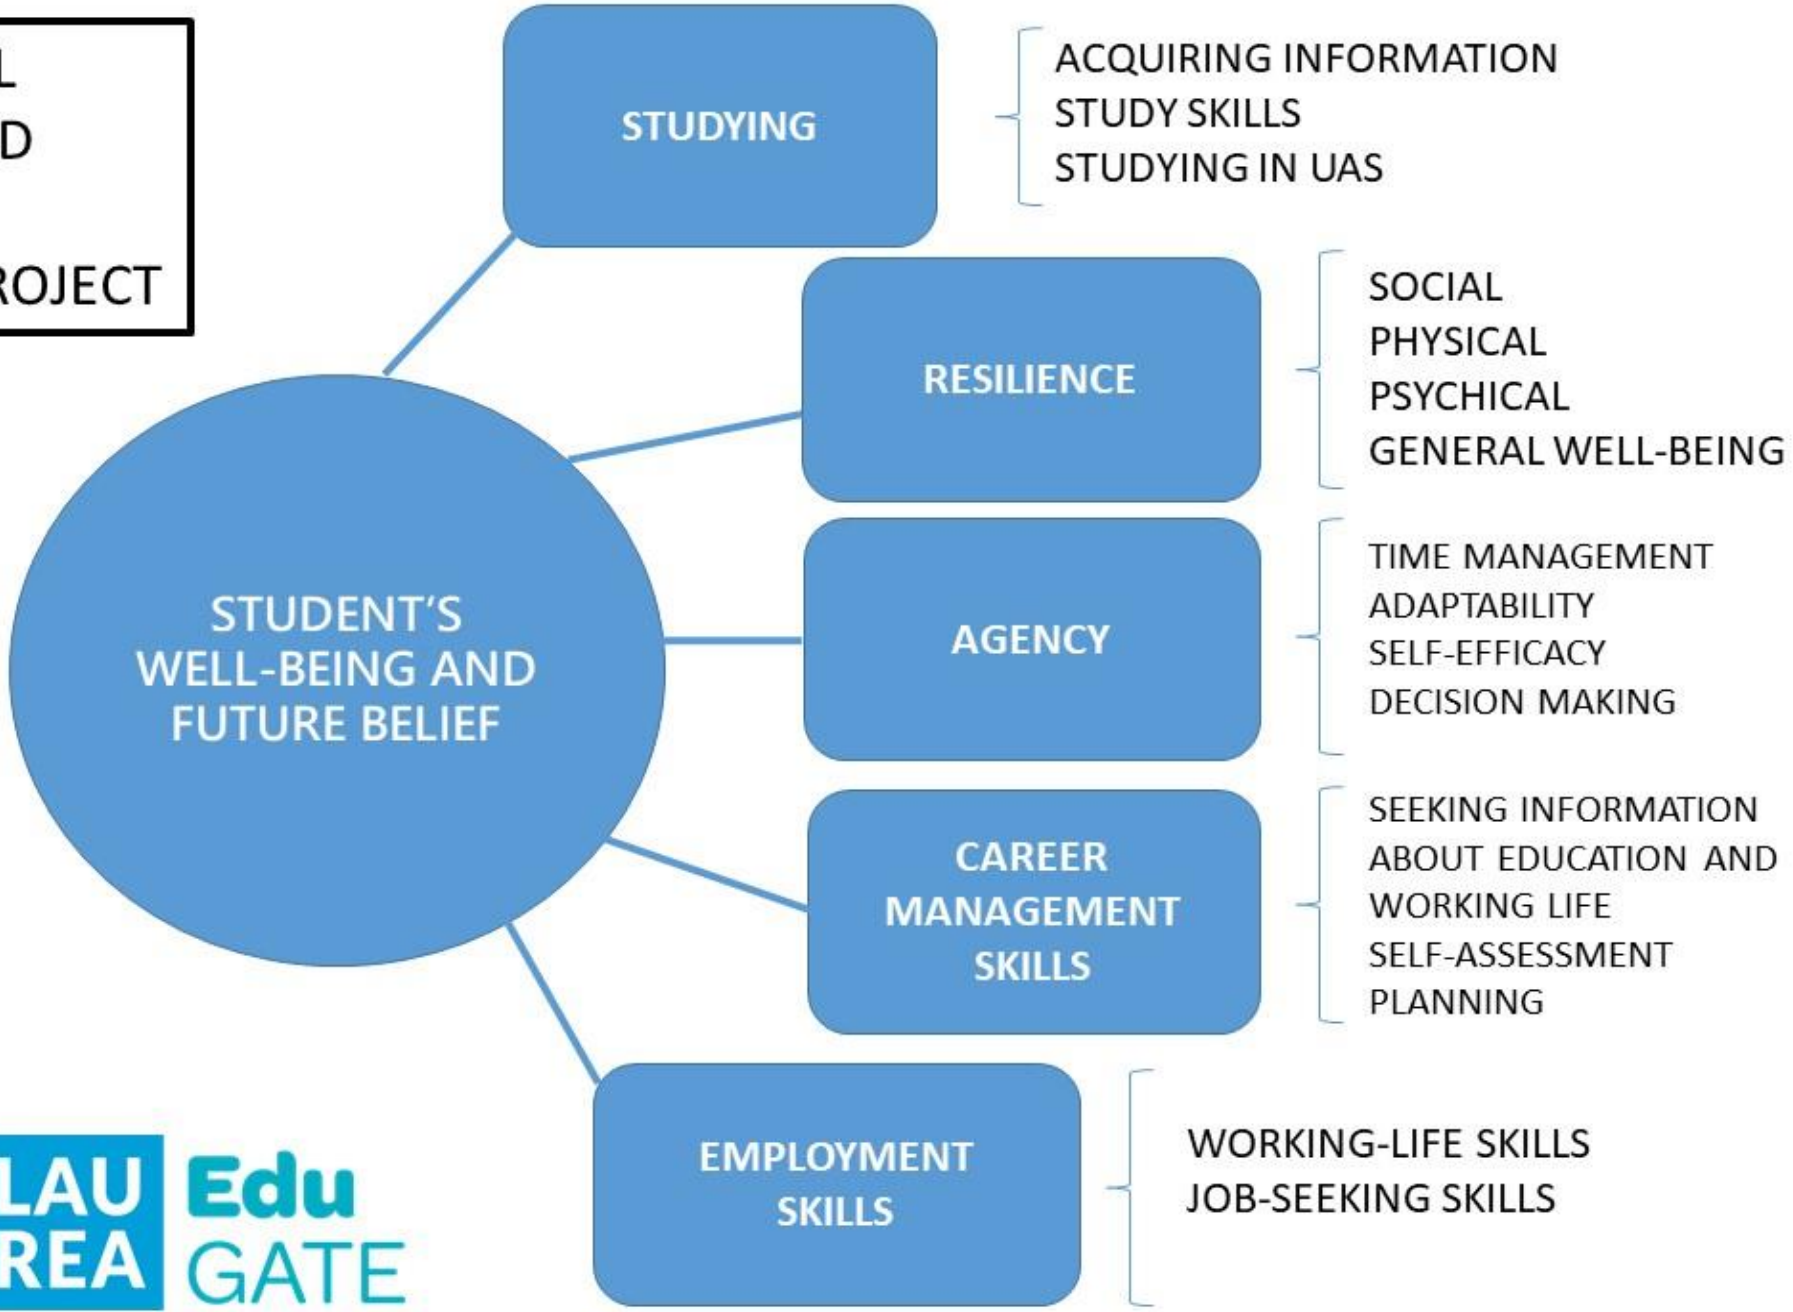 L
D
ROJECT
STUDYING
ACQUIRING INFORMATION
STUDY SKILLS
STUDYING IN UAS
RESILIENCE
SOCIAL
PHYSICAL
PSYCHICAL
GENERAL WELL-BEING
STUDENT’S
WELL-BEING AND
FUTURE BELIEF
AGENCY
TIME MANAGEMENT
ADAPTABILITY
SELF-EFFICACY
DECISION MAKING
CAREER
MANAGEMENT
SKILLS
SEEKING INFORMATION
ABOUT EDUCATION AND
WORKING LIFE
SELF-ASSESSMENT
PLANNING
EMPLOYMENT
SKILLS
WORKING-LIFE SKILLS
JOB-SEEKING SKILLS
LAU
REA
Edu
GATE